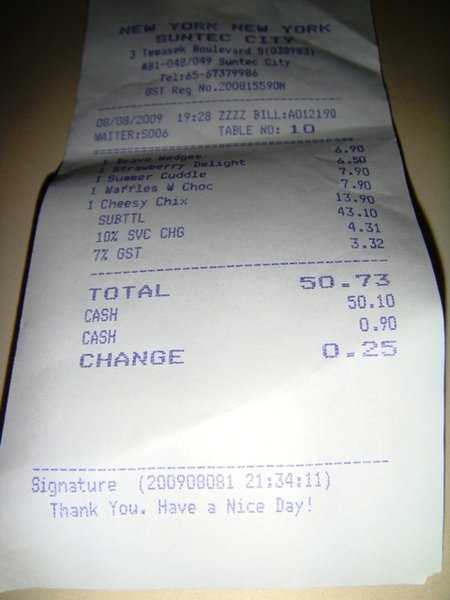 NEW YORK NEW YORK
SUNTEC CITY
3 Temasek Boulevard S(038983)
#B1-048/049 Suntec City
Tel:65-67379986
GST Reg No.200815590N
08/08/2009 19:28 ZZZZ BILL:A012190
WAITER:S006 TABLE NO: 10
1 Bravo Wedges 6.90
1 Strawberry Delight 6.50
1 Summer Cuddle 7.90
1 Waffles W Choc 7.90
1 Cheesy Chix 13.90
SUBTTL 43.10
10% SVC CHG 4.31
7% GST 3.32
TOTAL 50.73
CASH 50.10
CASH 0.90
CHANGE 0.25
Signature (200908081 21:34:11)
Thank You. Have a Nice Day!